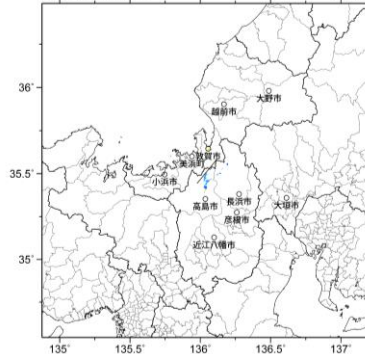 36°
35.5°
35°
大野市
越前市
敦賀市
美浜町
小浜市
高島市
長浜市
大垣市
彦根市
近江八幡市
135°
135.5°
136°
136.5°
137°